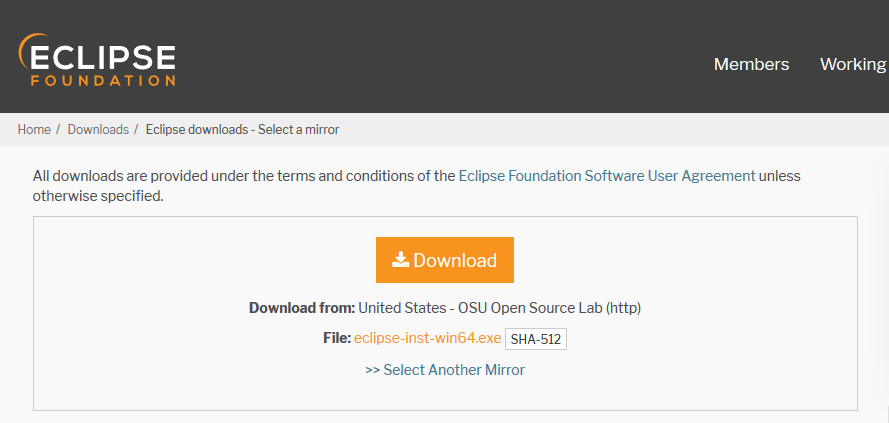 ECLIPSE
FOUNDATION
Members Working
Home / Downloads / Eclipse downloads - Select a mirror
All downloads are provided under the terms and conditions of the Eclipse Foundation Software User Agreement unless
otherwise specified.
Download
Download from: United States - OSU Open Source Lab (http)
File: eclipse-inst-win64.exe SHA-512
>> Select Another Mirror